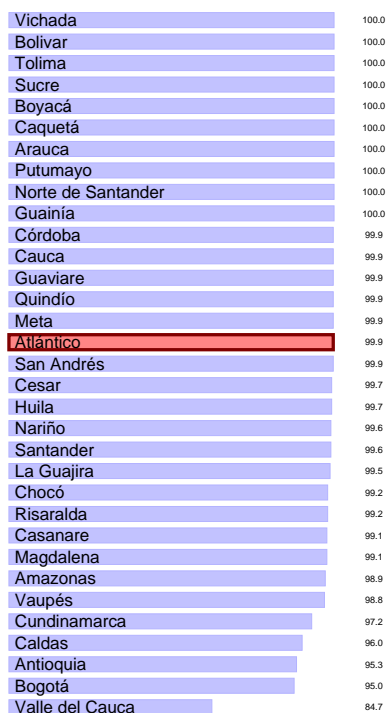 Vichada 100.0
Bolivar 100.0
Tolima 100.0
Sucre 100.0
Boyacá 100.0
Caquetá 100.0
Arauca 100.0
Putumayo 100.0
Norte de Santander 100.0
Guainía 100.0
Córdoba 99.9
Cauca 99.9
Guaviare 99.9
Quindío 99.9
Meta 99.9
Atlántico 99.9
San Andrés 99.9
Cesar 99.7
Huila 99.7
Nariño 99.6
Santander 99.6
La Guajira 99.5
Chocó 99.2
Risaralda 99.2
Casanare 99.1
Magdalena 99.1
Amazonas 98.9
Vaupés 98.8
Cundinamarca 97.2
Caldas 96.0
Antioquia 95.3
Bogotá 95.0
Valle del Cauca 84.7